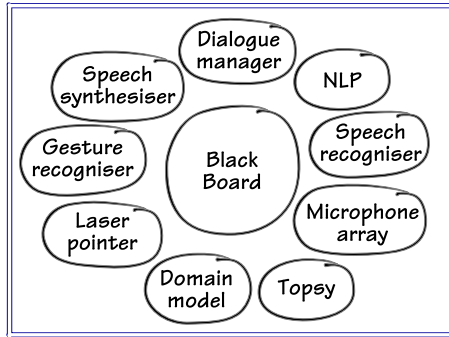 Dialogue
manager
NLP
Speech
synthesiser
Speech
recogniser
Gesture
recogniser
Black
Board
Microphone
array
Laser
pointer
Domain
model
Topsy